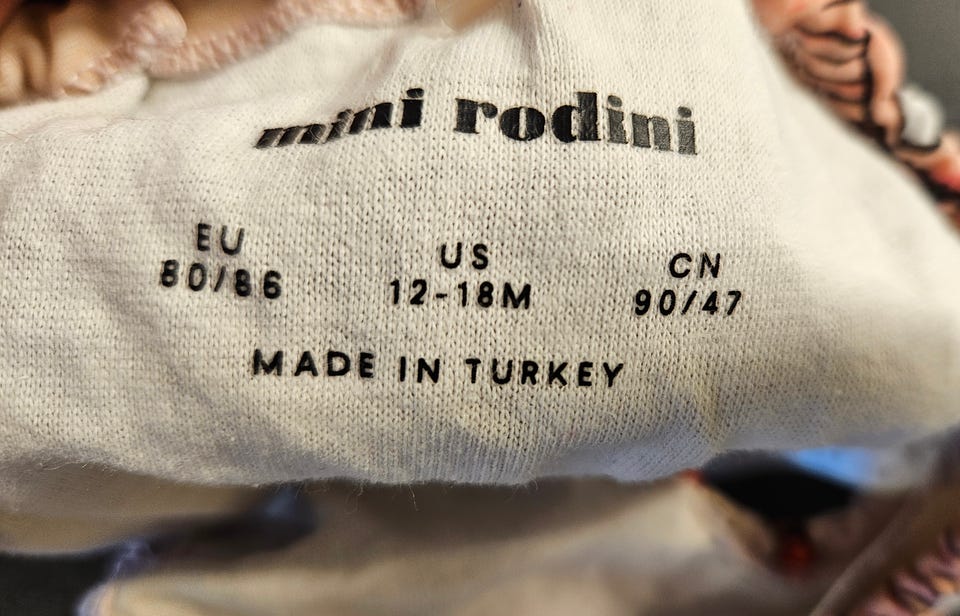 mini rodini
EU US CN
80/86 12-18M 90/47
MADE IN TURKEY